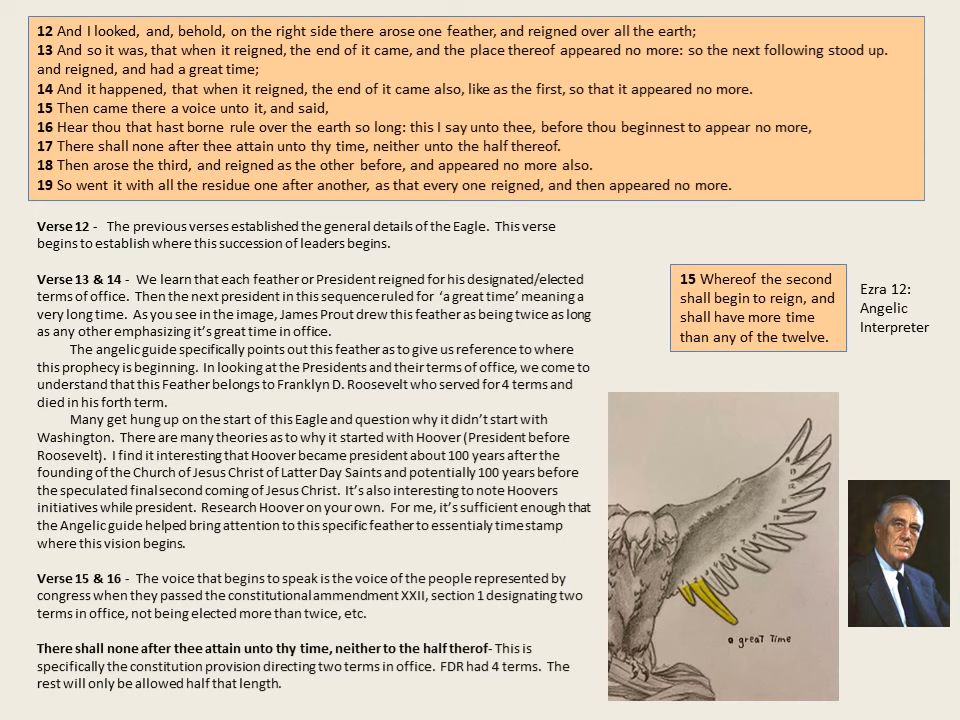 12 And I looked, and, behold, on the right side there arose one feather, and reigned over all the earth;
13 And so it was, that when it reigned, the end of it came, and the place thereof appeared no more: so the next following stood up.
and reigned, and had a great time;
14 And it happened, that when it reigned, the end of it came also, like as the first, so that it appeared no more.
15 Then came there a voice unto it, and said,
16 Hear thou that hast borne rule over the earth so long: this I say unto thee, before thou beginnest to appear no more,
17 There shall none after thee attain unto thy time, neither unto the half thereof.
18 Then arose the third, and reigned as the other before, and appeared no more also.
19 So went it with all the residue one after another, as that every one reigned, and then appeared no more.
Verse 12 - The previous verses established the general details of the Eagle. This verse
begins to establish where this succession of leaders begins.
Verse 13 & 14 - We learn that each feather or President reigned for his designated/elected
terms of office. Then the next president in this sequence ruled for 'a great time' meaning a
very long time. As you see in the image, James Prout drew this feather as being twice as long
as any other emphasizing it's great time in office.
The angelic guide specifically points out this feather as to give us reference to where
this prophecy is beginning. In looking at the Presidents and their terms of office, we come to
understand that this Feather belongs to Franklyn D. Roosevelt who served for 4 terms and
died in his forth term.
Many get hung up on the start of this Eagle and question why it didn't start with
Washington. There are many theories as to why it started with Hoover (President before
Roosevelt). I find it interesting that Hoover became president about 100 years after the
founding of the Church of Jesus Christ of Latter Day Saints and potentially 100 years before
the speculated final second coming of Jesus Christ. It's also interesting to note Hoovers
initiatives while president. Research Hoover on your own. For me, it's sufficient enough that
the Angelic guide helped bring attention to this specific feather to essentialy time stamp
where this vision begins.
Verse 15 & 16 - The voice that begins to speak is the voice of the people represented by
congress when they passed the constitutional ammendment XXII, section 1 designating two
terms in office, not being elected more than twice, etc.
There shall none after thee attain unto thy time, neither to the half therof- This is
specifically the constitution provision directing two terms in office. FDR had 4 terms. The
rest will only be allowed half that length.
15 Whereof the second
shall begin to reign, and
shall have more time
than any of the twelve.
Ezra 12:
Angelic
Interpreter
a great Time